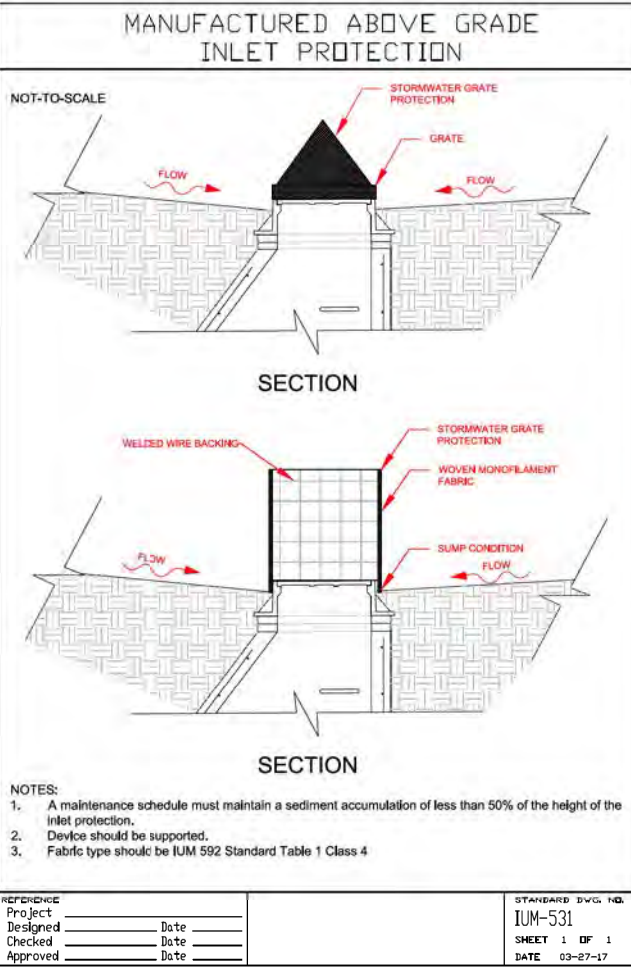 MANUFACTURED ABOVE GRADE
INLET PROTECTION
NOT-TO-SCALE
STORMWATER GRATE
PROTECTION
GRATE
FLOW
FLOW
SECTION
WELDED WIRE BACKING
STORMWATER GRATE
PROTECTION
WOVEN MONOFILAMENT
FABRIC
SUMP CONDITION
FLOW
FLOW
SECTION
NOTES:
1. A maintenance schedule must maintain a sediment accumulation of less than 50% of the height of the
inlet protection.
2. Device should be supported.
3. Fabric type should be IUM 592 Standard Table 1 Class 4
REFERENCE
Project
Designed Date
Checked Date
Approved Date
STANDARD DWG. NO.
IUM-531
SHEET 1 OF 1
DATE 03-27-17